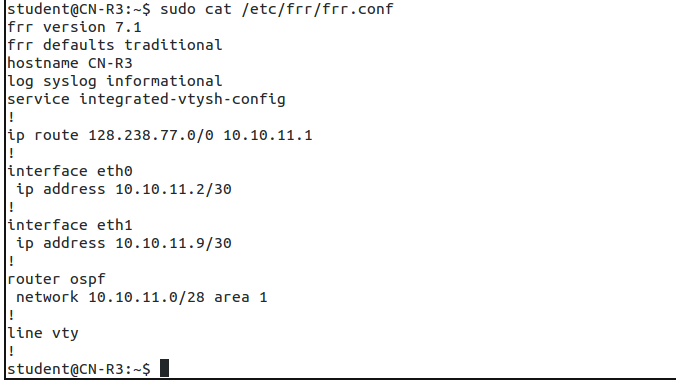 student@CN-R3:~$ sudo cat /etc/frr/frr.conf
frr version 7.1
frr defaults traditional
hostname CN-R3
log syslog informational
service integrated-vtysh-config
!
ip route 128.238.77.0/0 10.10.11.1
!
interface eth0
 ip address 10.10.11.2/30
!
interface eth1
 ip address 10.10.11.9/30
!
router ospf
 network 10.10.11.0/28 area 1
!
line vty
!
student@CN-R3:~$